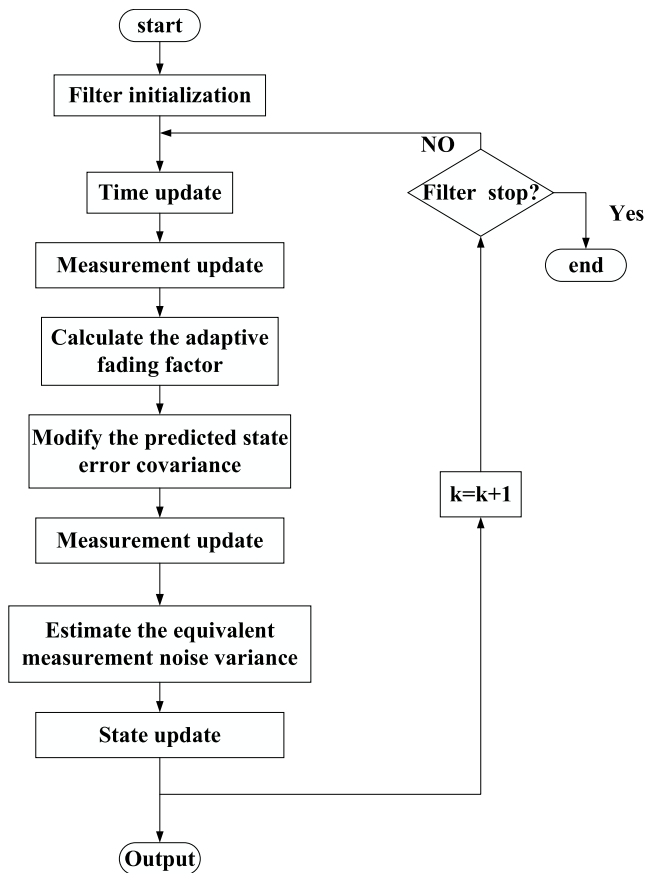 start
Filter initialization
NO
Time update
Filter stop?
Yes
Measurement update
end
Calculate the adaptive
fading factor
Modify the predicted state
error covariance
k=k+1
Measurement update
Estimate the equivalent
measurement noise variance
State update
Output